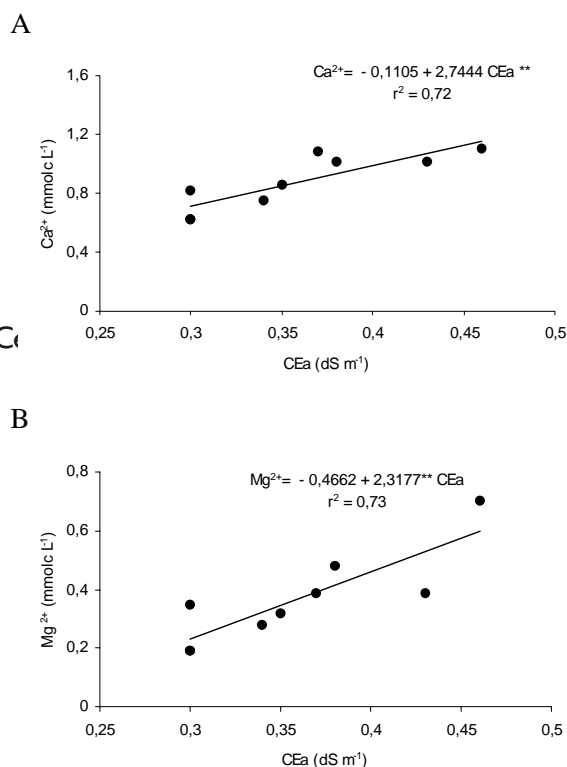 A
Ca²⁺= - 0,1105 + 2,7444 CEa **
r² = 0,72
1,6
1,2
0,8
0,4
0
Ca²⁺ (mmolc L⁻¹)
0,25 0,3 0,35 0,4 0,45 0,5
CEa (dS m⁻¹)
B
Mg²⁺= - 0,4662 + 2,3177** CEa
r² = 0,73
0,8
0,6
0,4
0,2
0
Mg²⁺ (mmolc L⁻¹)
0,25 0,3 0,35 0,4 0,45 0,5
CEa (dS m⁻¹)